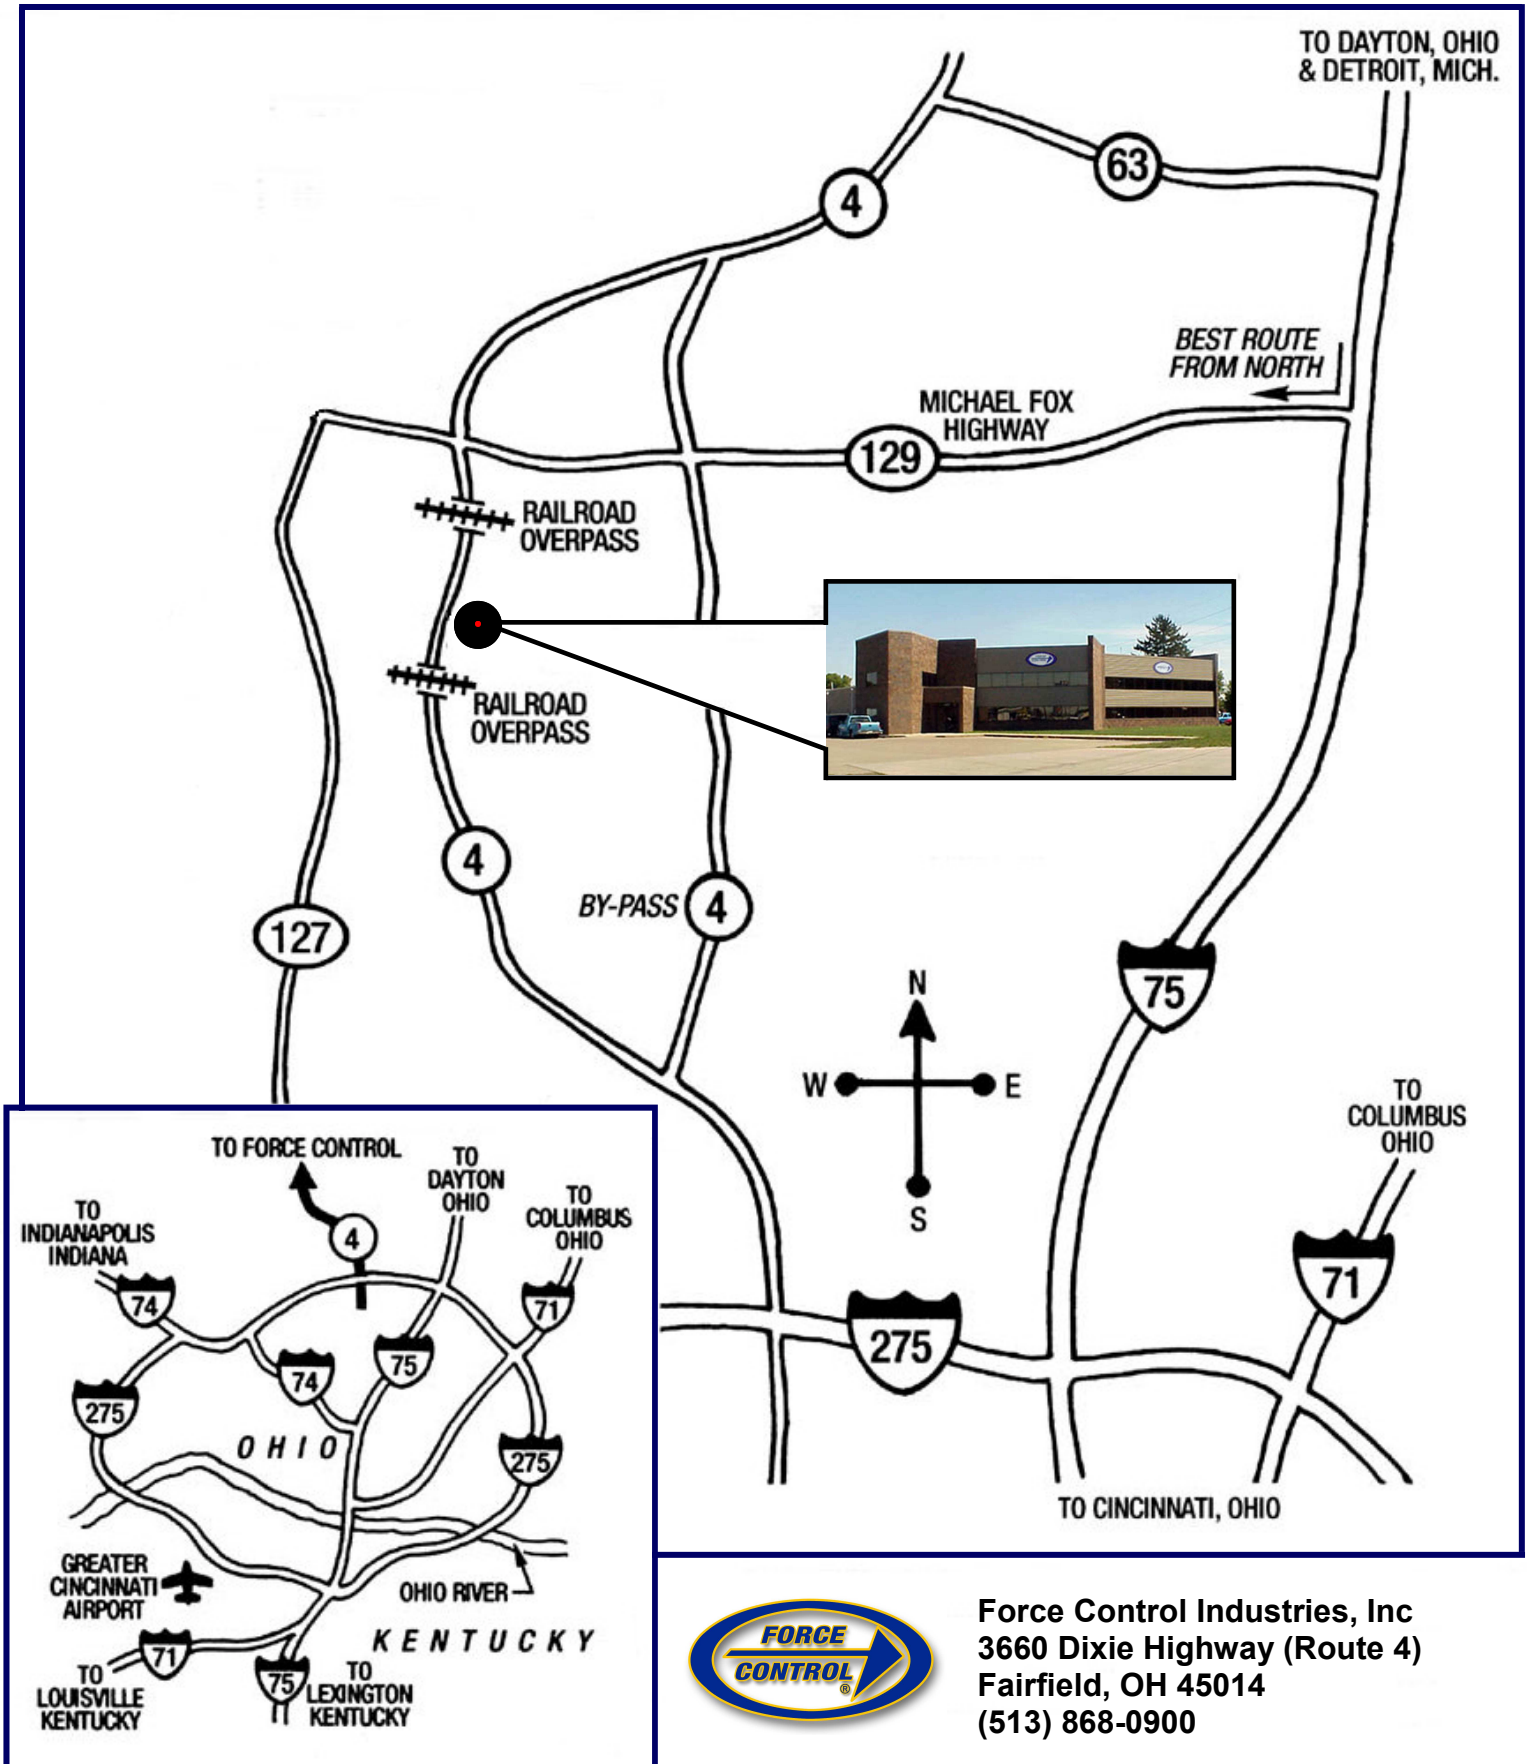 TO DAYTON, OHIO
& DETROIT, MICH.
63
4
BEST ROUTE
FROM NORTH
MICHAEL FOX
HIGHWAY
129
RAILROAD
OVERPASS
RAILROAD
OVERPASS
4
BY-PASS
4
127
75
N
W
E
S
TO
COLUMBUS
OHIO
71
275
TO CINCINNATI, OHIO
TO FORCE CONTROL
TO
DAYTON
OHIO
TO
COLUMBUS
OHIO
TO
INDIANAPOLIS
INDIANA
4
74
71
75
74
275
OHIO
275
GREATER
CINCINNATI
AIRPORT
OHIO RIVER
KENTUCKY
71
TO
LOUISVILLE
KENTUCKY
75
TO
LEXINGTON
KENTUCKY
FORCE
CONTROL
®
Force Control Industries, Inc
3660 Dixie Highway (Route 4)
Fairfield, OH 45014
(513) 868-0900